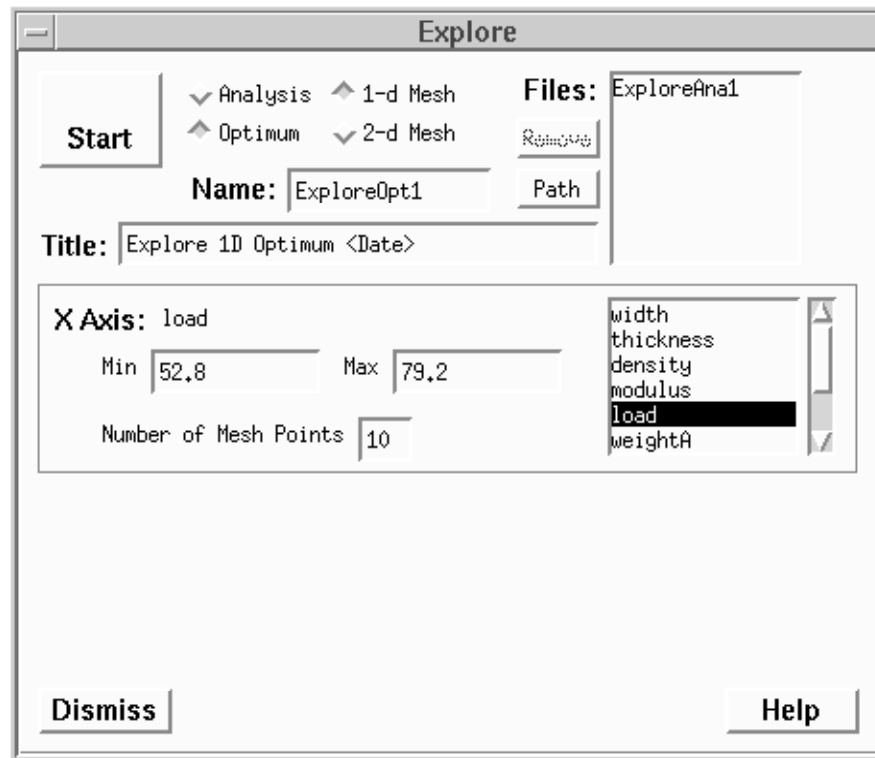 Explore
Start
Analysis 1-d Mesh
Optimum 2-d Mesh
Files: ExploreAna1
Remove
Name: ExploreOpt1
Path
Title: Explore 1D Optimum <Date>
X Axis: load
Min 52.8 Max 79.2
Number of Mesh Points 10
width
thickness
density
modulus
load
weightA
Dismiss
Help